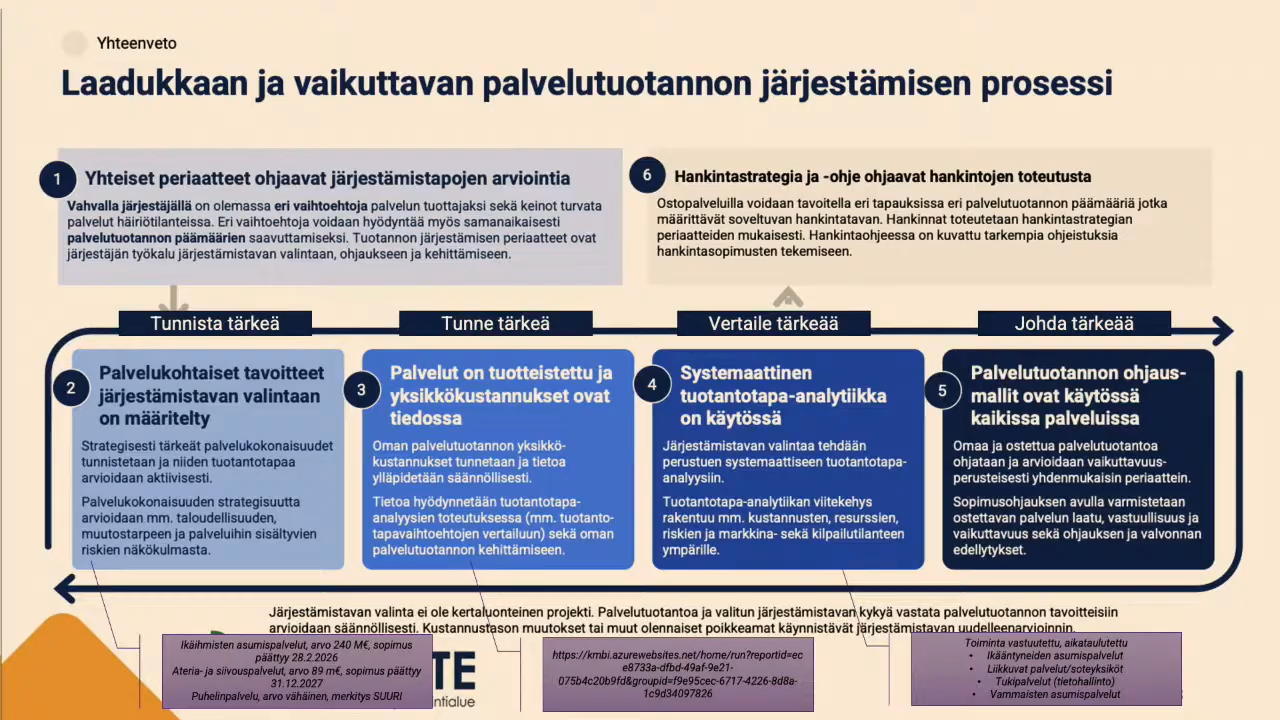 Yhteenveto
Laadukkaan ja vaikuttavan palvelutuotannon järjestämisen prosessi
1
Yhteiset periaatteet ohjaavat järjestämistapojen arviointia
Vahvalla järjestäjällä on olemassa eri vaihtoehtoja palvelun tuottajaksi sekä keinot turvata
palvelut häiriötilanteissa. Eri vaihtoehtoja voidaan hyödyntää myös samanaikaisesti
palvelutuotannon päämäärien saavuttamiseksi. Tuotannon järjestämisen periaatteet ovat
järjestäjän työkalu järjestämistavan valintaan, ohjaukseen ja kehittämiseen.
6
Hankintastrategia ja -ohje ohjaavat hankintojen toteutusta
Ostopalveluilla voidaan tavoitella eri tapauksissa eri palvelutuotannon päämääriä jotka
määrittävät soveltuvan hankintatavan. Hankinnat toteutetaan hankintastrategian
periaatteiden mukaisesti. Hankintaohjeessa on kuvattu tarkempia ohjeistuksia
hankintasopimusten tekemiseen.
Tunnista tärkeä
Tunne tärkeä
Vertaile tärkeää
Johda tärkeää
2
Palvelukohtaiset tavoitteet
järjestämistavan valintaan
on määritelty
Strategisesti tärkeät palvelukokonaisuudet
tunnistetaan ja niiden tuotantotapaa
arvioidaan aktiivisesti.
Palvelukokonaisuuden strategisuutta
arvioidaan mm. taloudellisuuden,
muutostarpeen ja palveluihin sisältyvien
riskien näkökulmasta.
3
Palvelut on tuotteistettu ja
yksikkökustannukset ovat
tiedossa
Oman palvelutuotannon yksikkö-
kustannukset tunnetaan ja tietoa
ylläpidetään säännöllisesti.
Tietoa hyödynnetään tuotantotapa-
analyysien toteutuksessa (mm. tuotanto-
tapavaihtoehtojen vertailuun) sekä oman
palvelutuotannon kehittämiseen.
4
Systemaattinen
tuotantotapa-analytiikka
on käytössä
Järjestämistavan valintaa tehdään
perustuen systemaattiseen tuotantotapa-
analyysiin.
Tuotantotapa-analytiikan viitekehys
rakentuu mm. kustannusten, resurssien,
riskien ja markkina- sekä kilpailutilanteen
ympärille.
5
Palvelutuotannon ohjaus-
mallit ovat käytössä
kaikissa palveluissa
Omaa ja ostettua palvelutuotantoa
ohjataan ja arvioidaan vaikuttavuus-
perusteisesti yhdenmukaisin periaattein.
Sopimusohjauksen avulla varmistetaan
ostettavan palvelun laatu, vastuullisuus ja
vaikuttavuus sekä ohjauksen ja valvonnan
edellytykset.
Järjestämistavan valinta ei ole kertaluonteinen projekti. Palvelutuotantoa ja valitun järjestämistavan kykyä vastata palvelutuotannon tavoitteisiin
arvioidaan säännöllisesti. Kustannustason muutokset tai muut olennaiset poikkeamat käynnistävät järjestämistavan uudelleenarvioinnin.
Ikäihmisten asumispalvelut, arvo 240 M€, sopimus
päättyy 28.2.2026
Ateria- ja siivouspalvelut, arvo 89 m€, sopimus päättyy
31.12.2027
Puhelinpalvelu, arvo vähäinen, merkitys SUURI
TE
ntialue
https://kmbi.azurewebsites.net/home/run?reportid=ec
e8733a-dfbd-49af-9e21-
075b4c20b9fd&groupid=f9e95cec-6717-4226-8d8a-
1c9d34097826
Toiminta vastuutettu, aikataulutettu
• Ikääntyneiden asumispalvelut
• Liikkuvat palvelut/soteyksiköt
• Tukipalvelut (tietohallinto)
• Vammaisten asumispalvelut